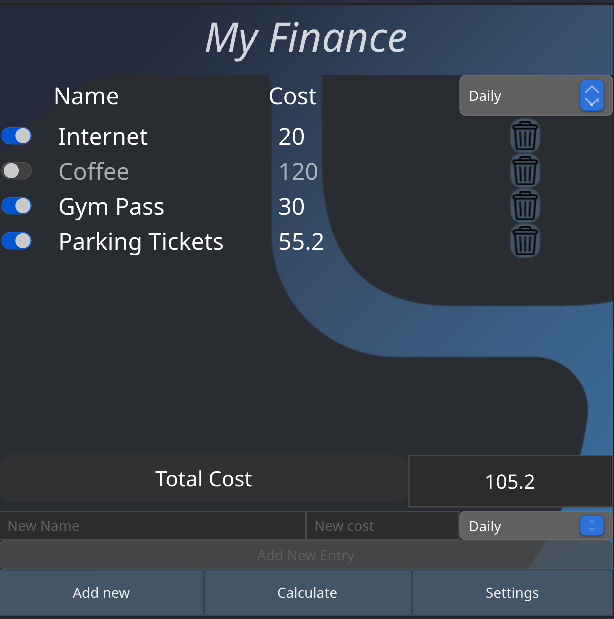 My Finance
Name Cost Daily
Internet 20
Coffee 120
Gym Pass 30
Parking Tickets 55.2
Total Cost 105.2
New Name New cost Daily
Add New Entry
Add new Calculate Settings